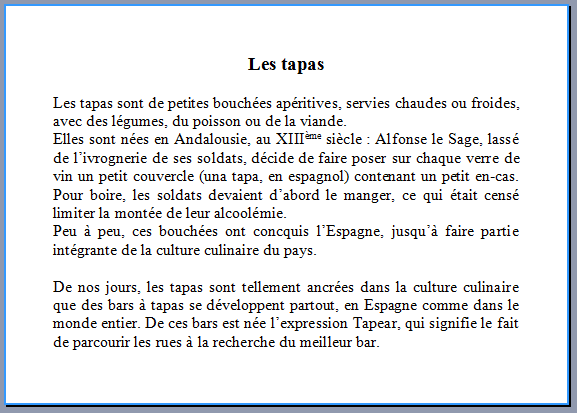 Les tapas
Les tapas sont de petites bouchées apéritives, servies chaudes ou froides,
avec des légumes, du poisson ou de la viande.
Elles sont nées en Andalousie, au XIIIème siècle : Alfonse le Sage, lassé
de l’ivrognerie de ses soldats, décide de faire poser sur chaque verre de
vin un petit couvercle (una tapa, en espagnol) contenant un petit en-cas.
Pour boire, les soldats devaient d’abord le manger, ce qui était censé
limiter la montée de leur alcoolémie.
Peu à peu, ces bouchées ont concquis l’Espagne, jusqu’à faire partie
intégrante de la culture culinaire du pays.
De nos jours, les tapas sont tellement ancrées dans la culture culinaire
que des bars à tapas se développent partout, en Espagne comme dans le
monde entier. De ces bars est née l’expression Tapear, qui signifie le fait
de parcourir les rues à la recherche du meilleur bar.